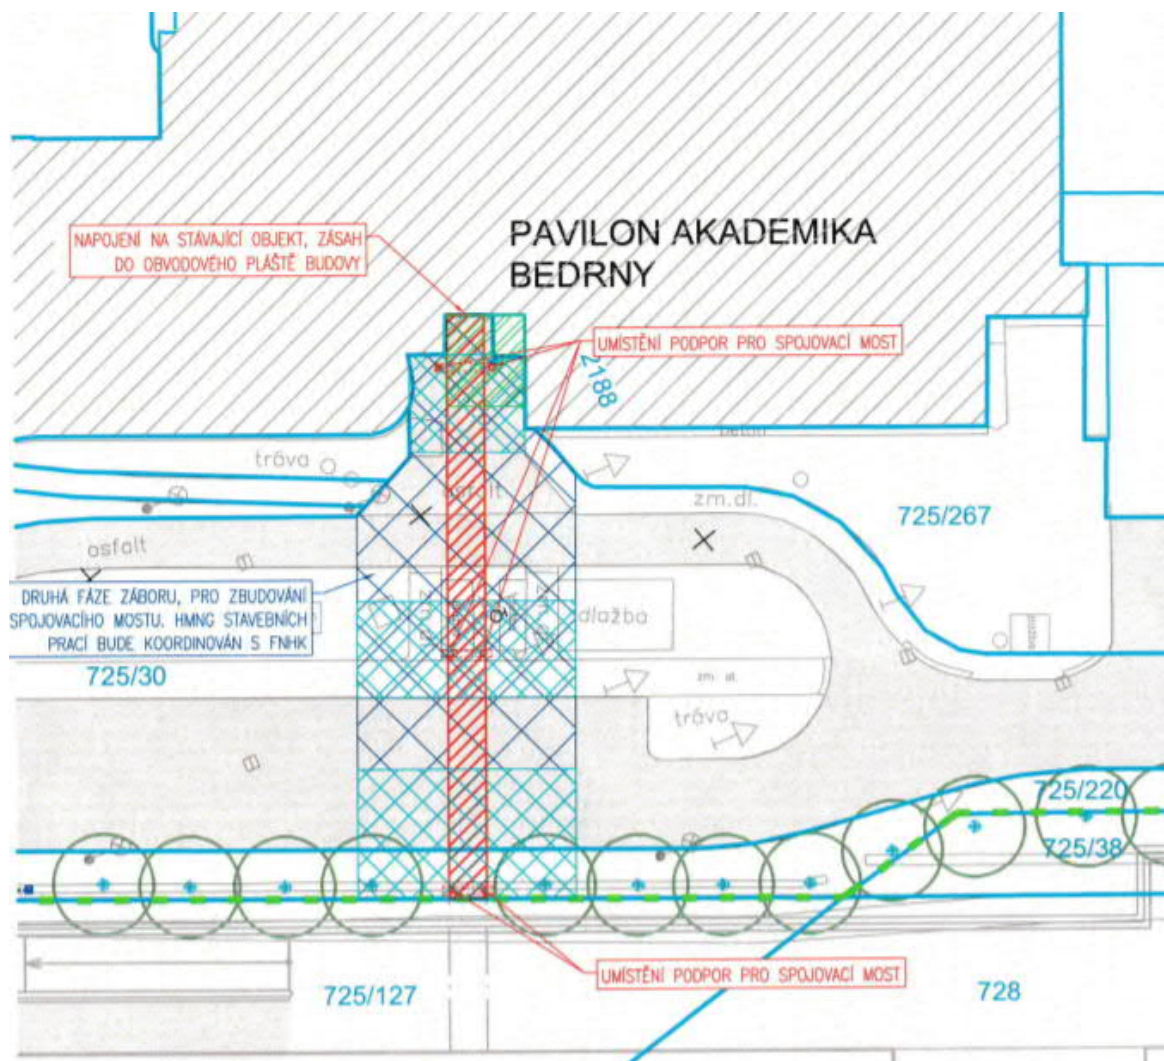 PAVILON AKADEMIKA
BEDRNY
NAPOJENÍ NA STÁVAJÍCÍ OBJEKT, ZÁSAH
DO OBVODOVÉHO PLÁŠTĚ BUDOVY
UMÍSTĚNÍ PODPOR PRO SPOJOVACÍ MOST
2188
beton
tráva
zm.dl.
725/267
asfalt
DRUHÁ FÁZE ZÁBORU, PRO ZBUDOVÁNÍ
SPOJOVACÍHO MOSTU. HMNG STAVEBNÍCH
PRACÍ BUDE KOORDINOVÁN S FNHK
dlažba
725/30
tráva
725/220
725/38
UMÍSTĚNÍ PODPOR PRO SPOJOVACÍ MOST
725/127
728